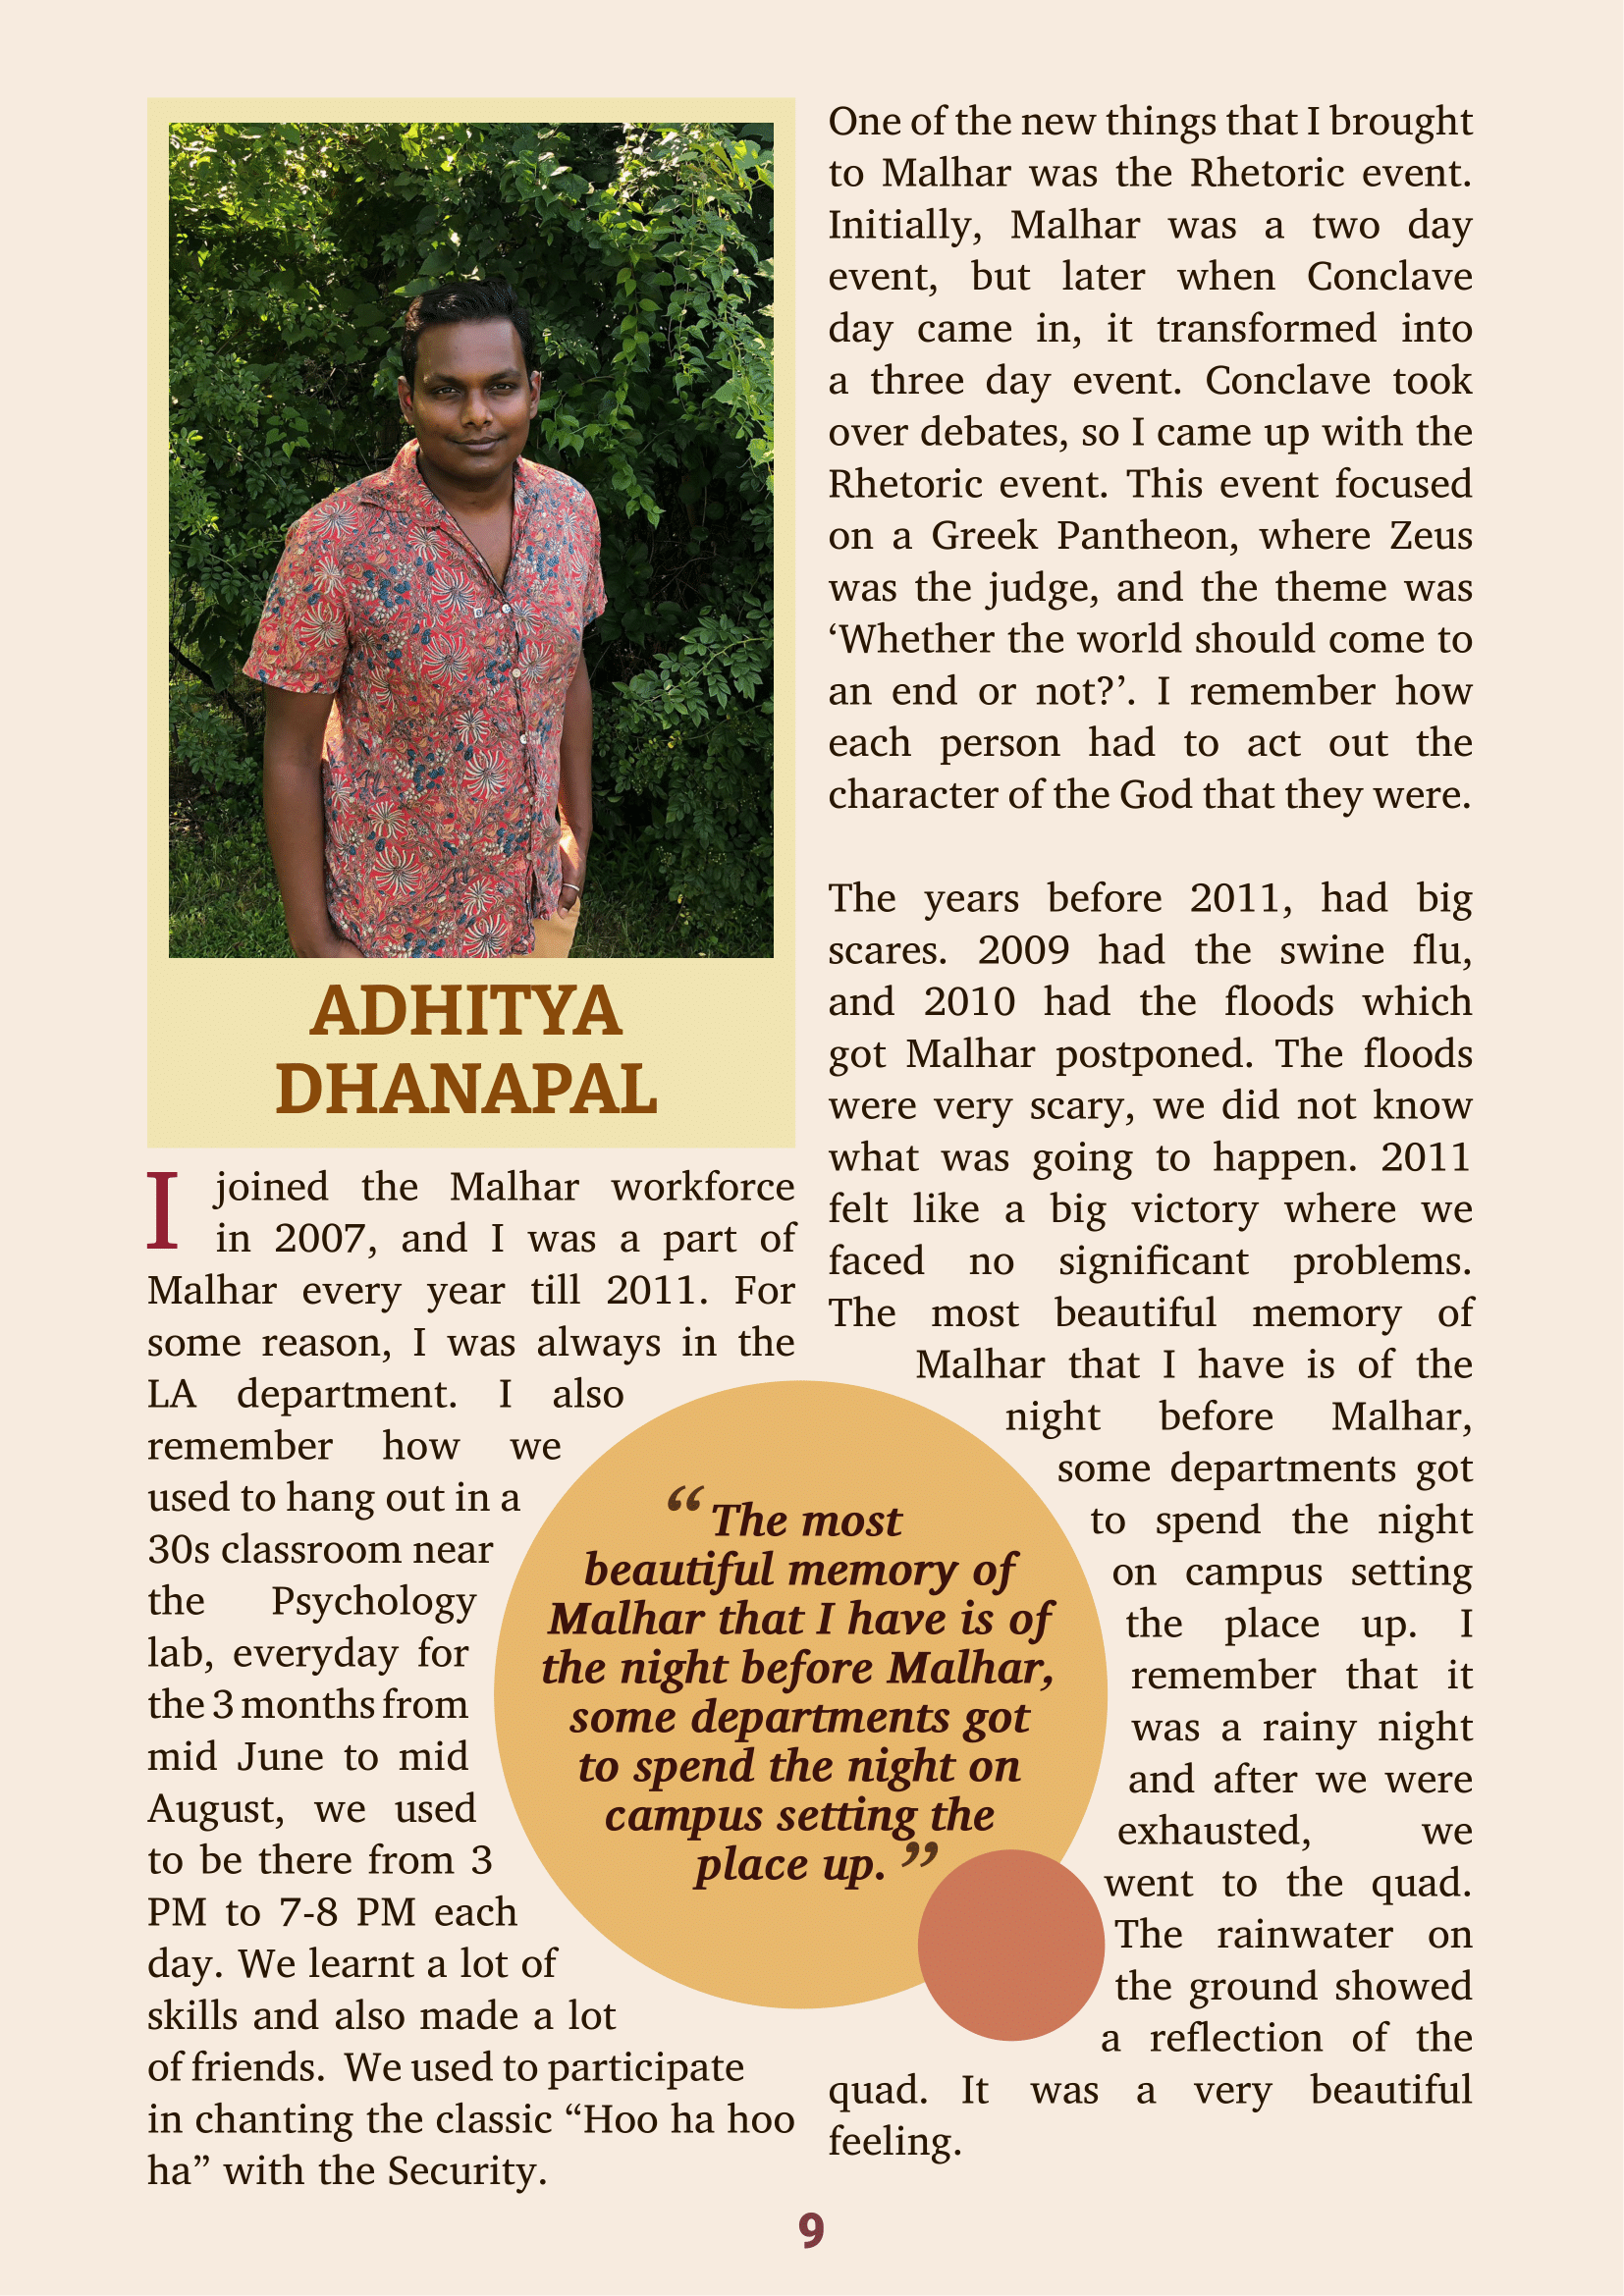 ADHITYA
DHANAPAL
I joined the Malhar workforce
in 2007, and I was a part of
Malhar every year till 2011. For
some reason, I was always in the
LA department. I also
remember how we
used to hang out in a
30s classroom near
the Psychology
lab, everyday for
the 3 months from
mid June to mid
August, we used
to be there from 3
PM to 7-8 PM each
day. We learnt a lot of
skills and also made a lot
of friends. We used to participate
in chanting the classic “Hoo ha hoo
ha” with the Security.
“The most
beautiful memory of
Malhar that I have is of
the night before Malhar,
some departments got
to spend the night on
campus setting the
place up.”
One of the new things that I brought
to Malhar was the Rhetoric event.
Initially, Malhar was a two day
event, but later when Conclave
day came in, it transformed into
a three day event. Conclave took
over debates, so I came up with the
Rhetoric event. This event focused
on a Greek Pantheon, where Zeus
was the judge, and the theme was
‘Whether the world should come to
an end or not?’. I remember how
each person had to act out the
character of the God that they were.
The years before 2011, had big
scares. 2009 had the swine flu,
and 2010 had the floods which
got Malhar postponed. The floods
were very scary, we did not know
what was going to happen. 2011
felt like a big victory where we
faced no significant problems.
The most beautiful memory of
Malhar that I have is of the
night before Malhar,
some departments got
to spend the night
on campus setting
the place up. I
remember that it
was a rainy night
and after we were
exhausted, we
went to the quad.
The rainwater on
the ground showed
a reflection of the
quad. It was a very beautiful
feeling.
9